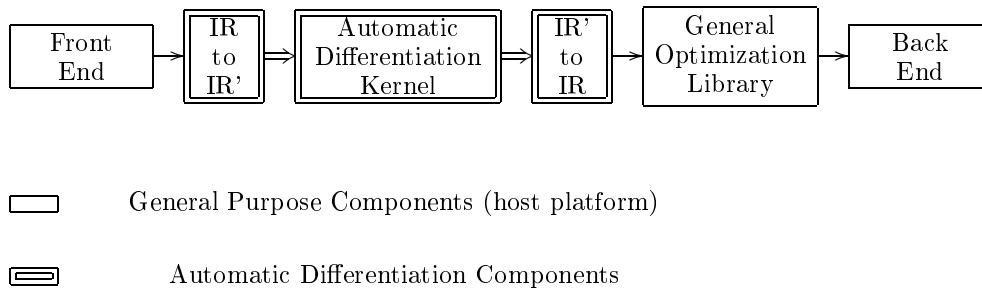 Front
End
IR
to
IR'
Automatic
Differentiation
Kernel
IR'
to
IR
General
Optimization
Library
Back
End
General Purpose Components (host platform)
Automatic Differentiation Components